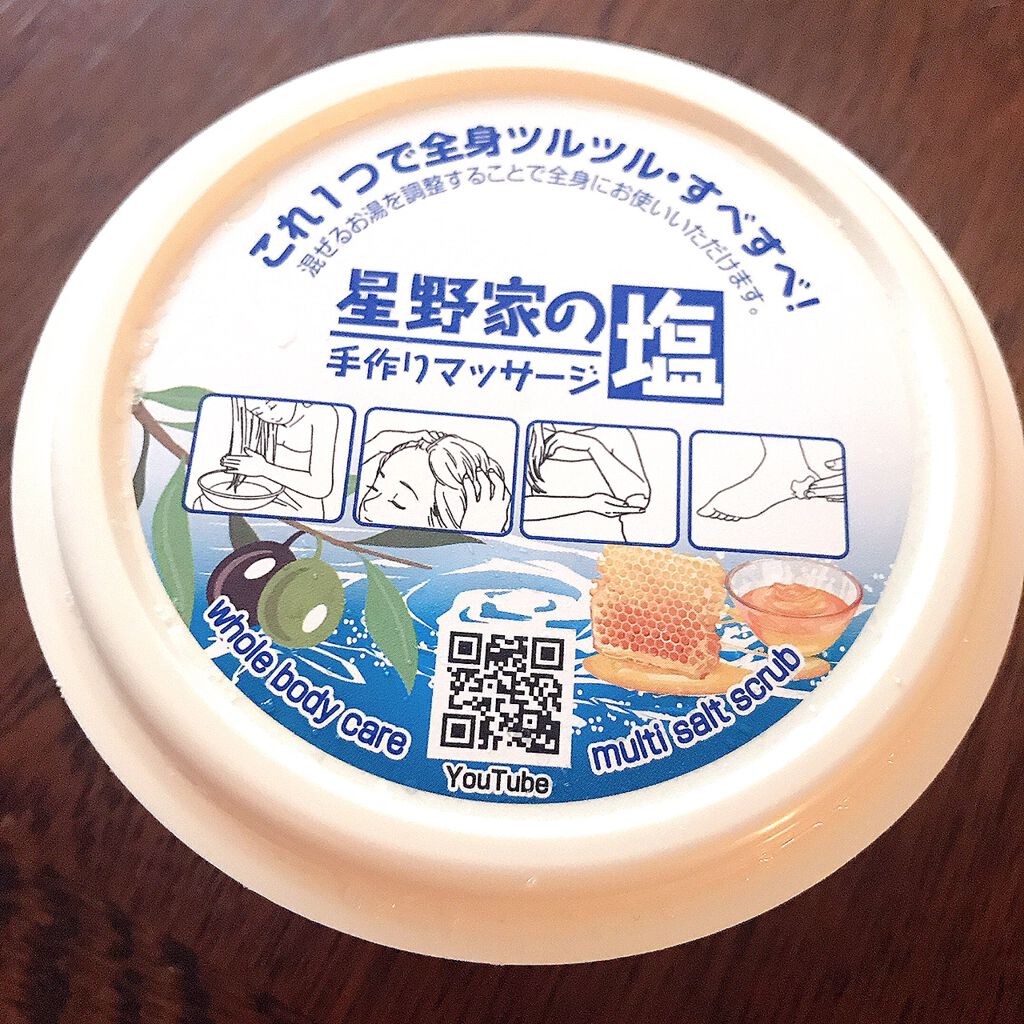 これ1つで全身ツルツル・すべすべ!
混ぜるお湯を調整することで全身にお使いいただけます。
星野家の塩
手作りマッサージ
whole body care
multi salt scrub
YouTube